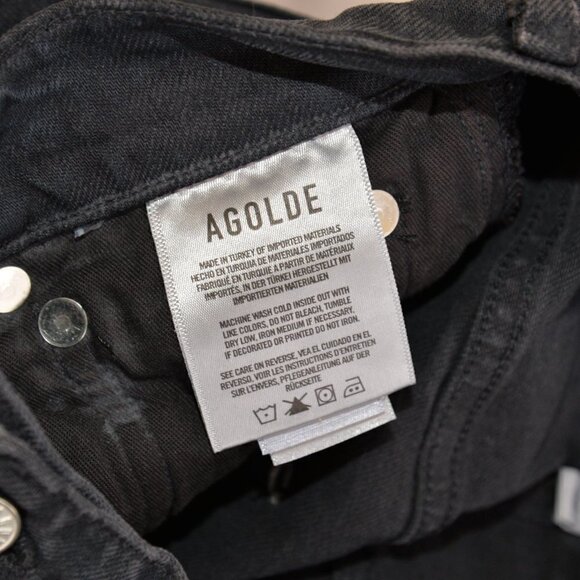 AGOLDE
MADE IN TURKEY OF IMPORTED MATERIALS
HECHO EN TURQUIA DE MATERIALES IMPORTADOS
FABRIQUÉ EN TURQUIE A PARTIR DE MATÉRIAUX
IMPORTÉS. IN DER TÜRKEI HERGESTELLT MIT
IMPORTIERTEN MATERIALIEN
MACHINE WASH COLD INSIDE OUT WITH
LIKE COLORS, DO NOT BLEACH, TUMBLE
DRY LOW, IRON MEDIUM IF NECESSARY,
IF DECORATED OR PRINTED DO NOT IRON.
SEE CARE ON REVERSE. VEA EL CUIDADO EN EL
REVERSO. VOIR LES INSTRUCTIONS D'ENTRETIEN
SUR L'ENVERS, PFLEGEANLEITUNG AUF DER
RÜCKSEITE